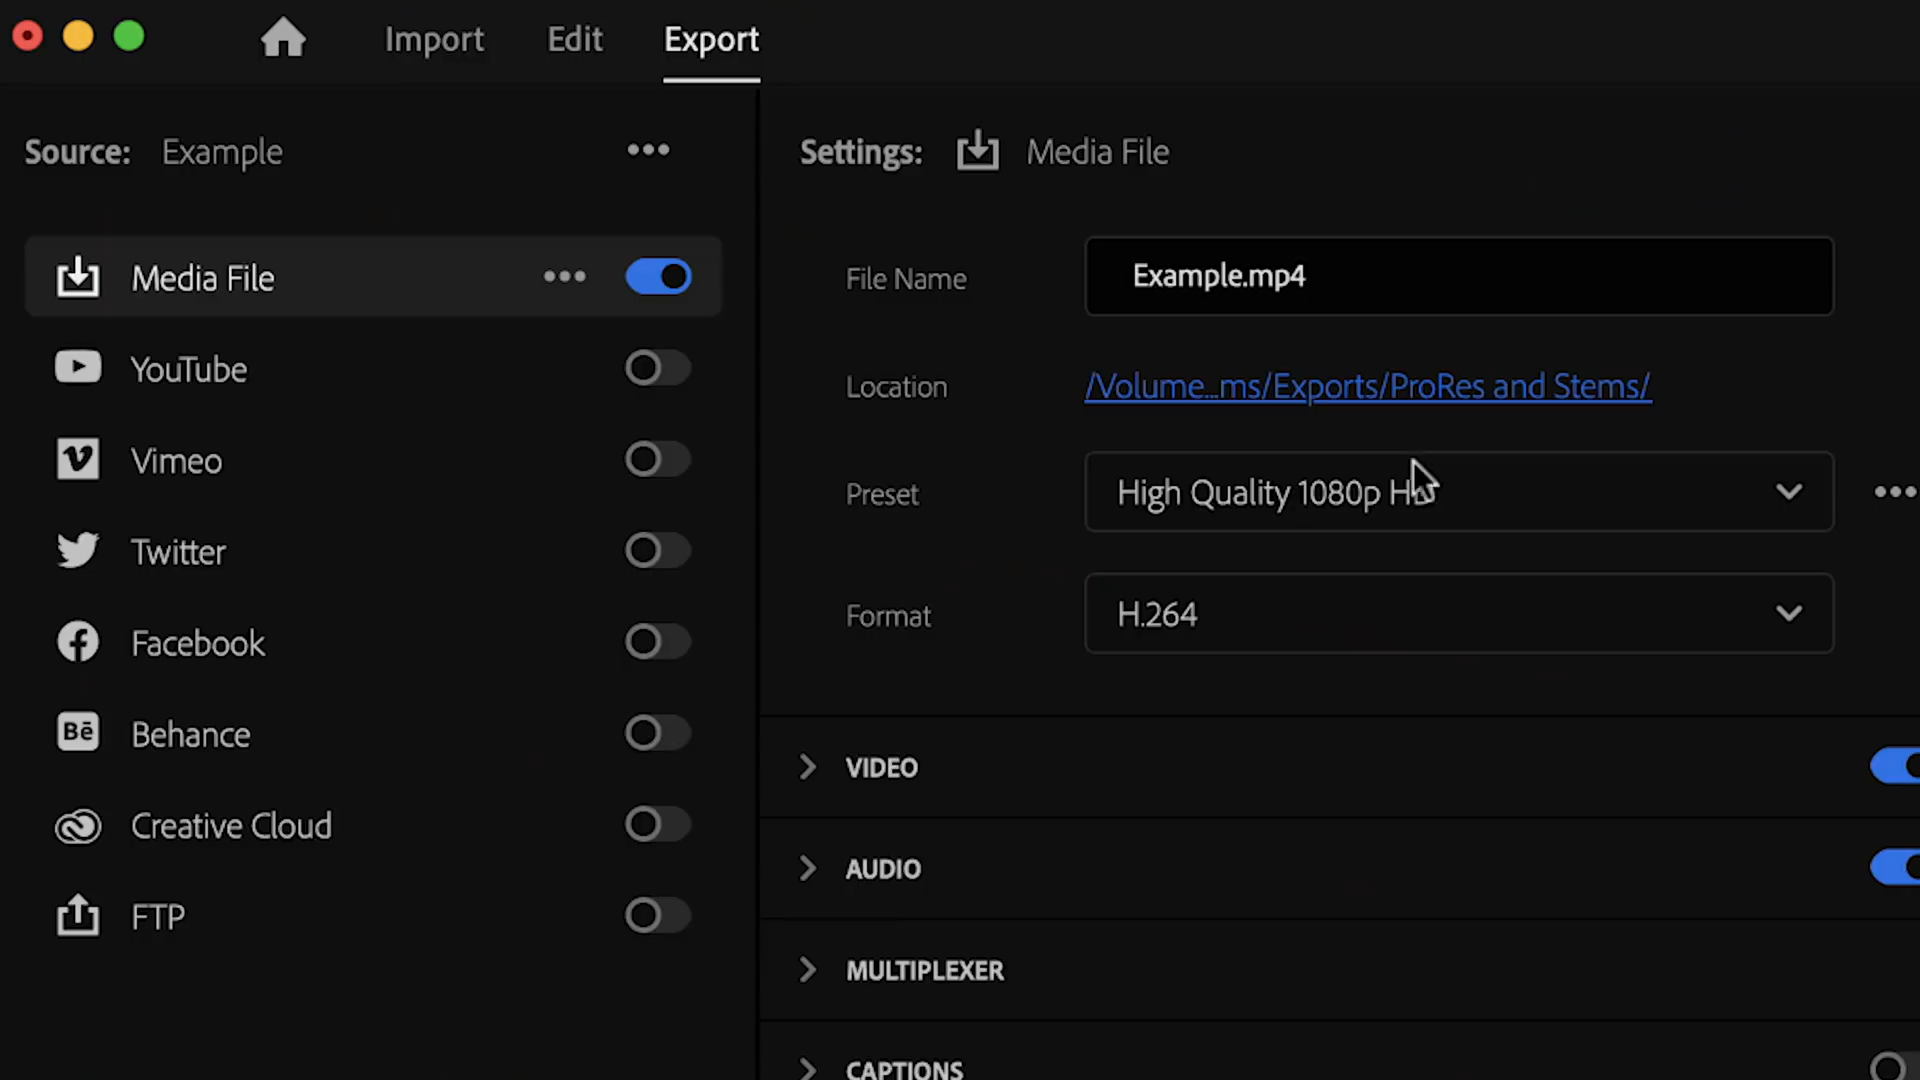 Import Edit Export
Source: Example
Media File
YouTube
Vimeo
Twitter
Facebook
Bē Behance
Creative Cloud
FTP
Settings: Media File
File Name Example.mp4
Location /Volume...ms/Exports/ProRes and Stems/
Preset High Quality 1080p HD
Format H.264
VIDEO
AUDIO
MULTIPLEXER
CAPTIONS